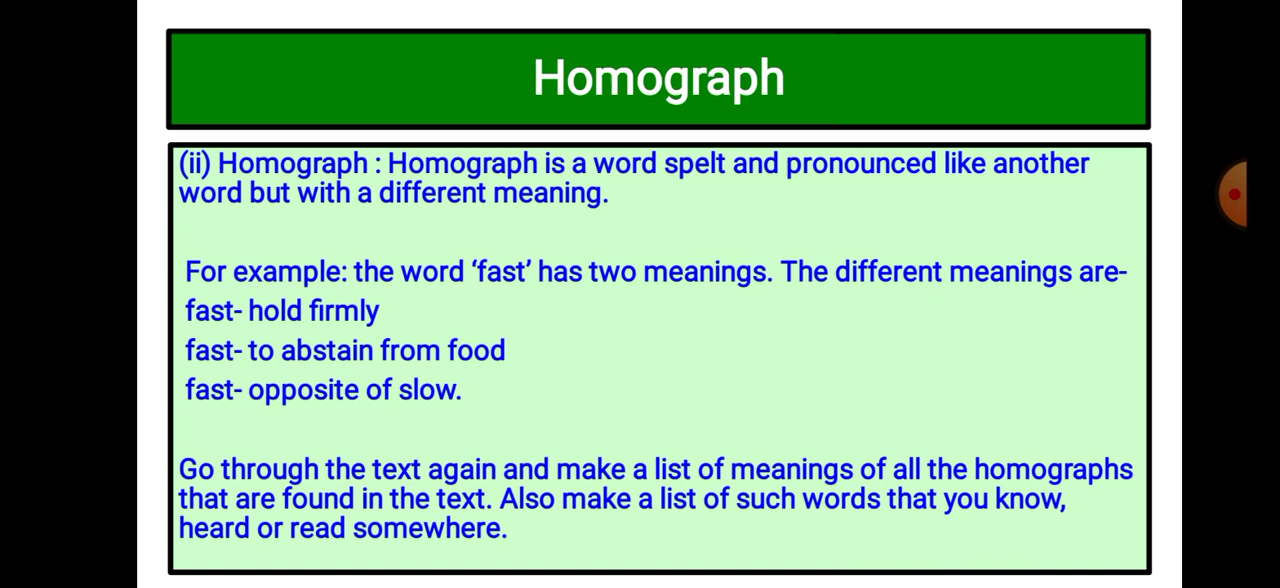 Homograph
(ii) Homograph : Homograph is a word spelt and pronounced like another
word but with a different meaning.
For example: the word ‘fast’ has two meanings. The different meanings are-
fast- hold firmly
fast- to abstain from food
fast- opposite of slow.
Go through the text again and make a list of meanings of all the homographs
that are found in the text. Also make a list of such words that you know,
heard or read somewhere.